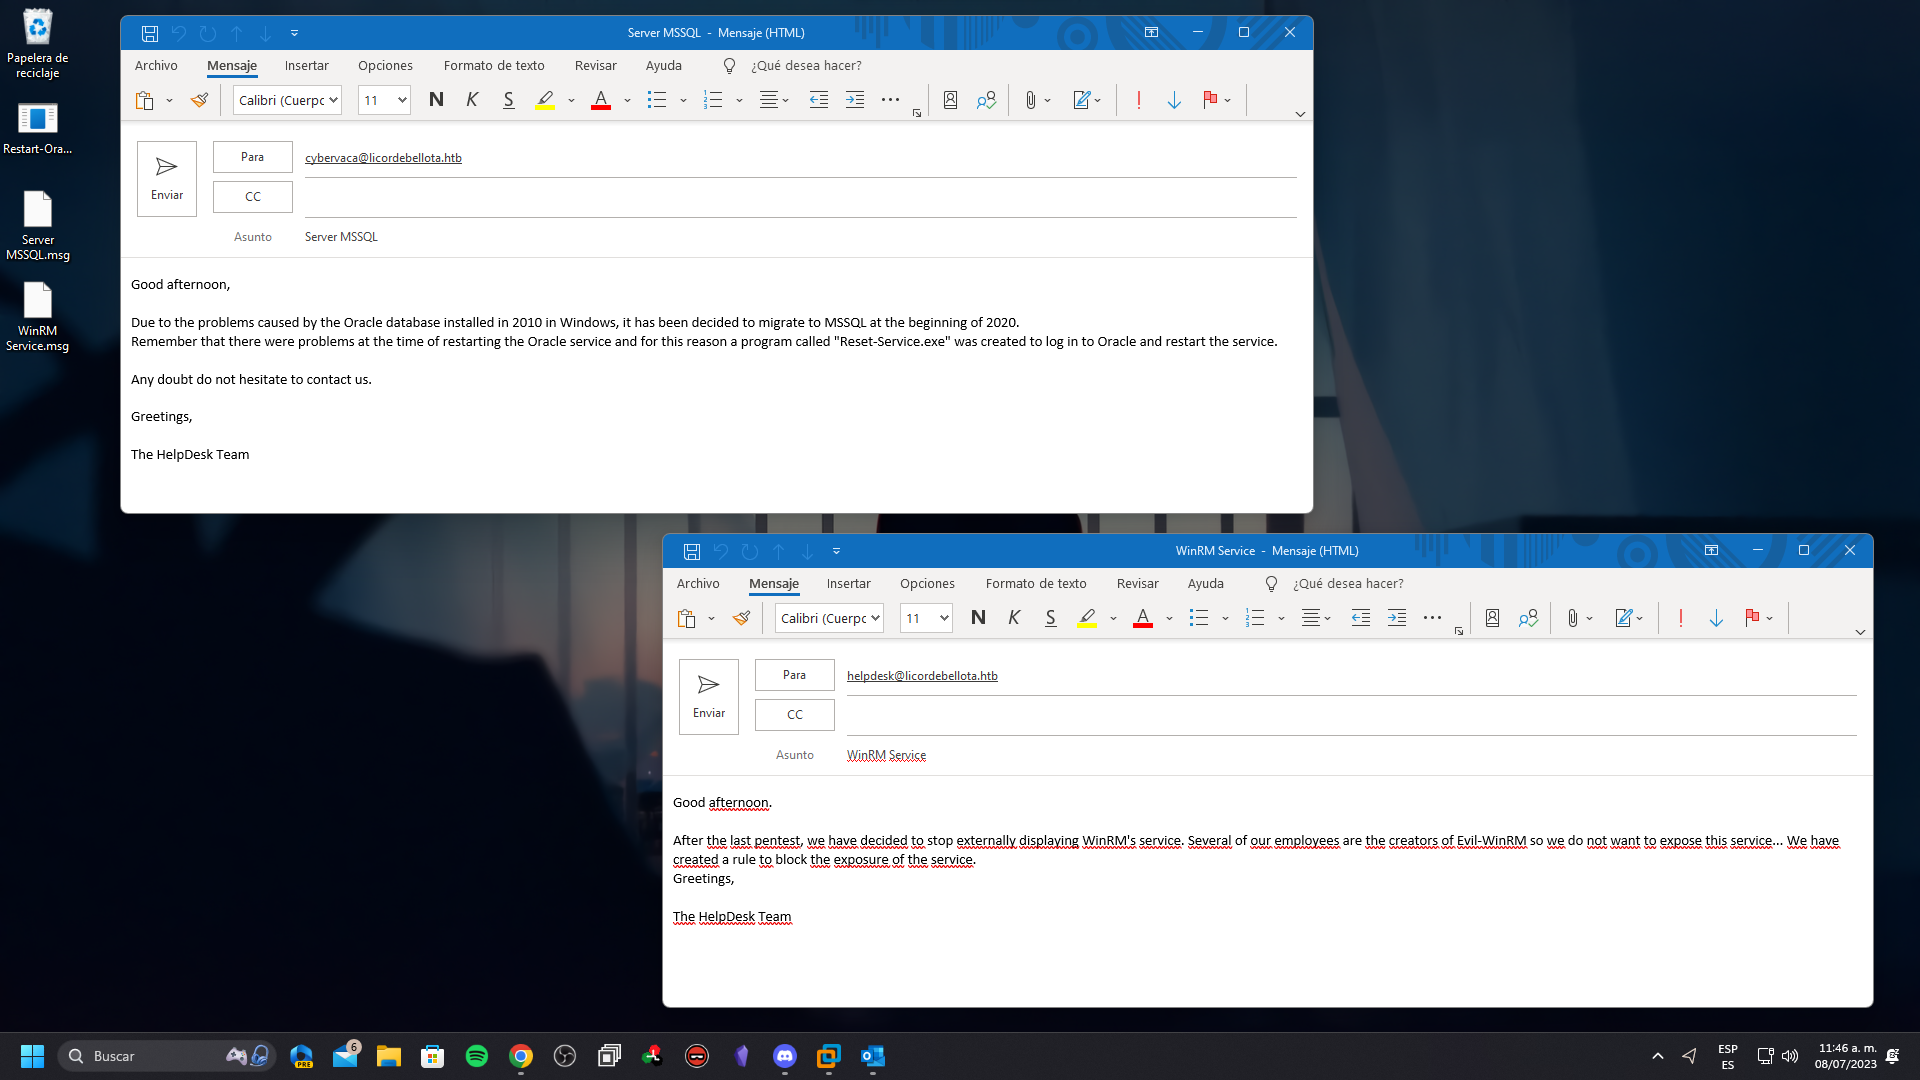 Papelera de
reciclaje
Restart-Ora...
Server
MSSQL.msg
WinRM
Service.msg
Server MSSQL - Mensaje (HTML)
Archivo Mensaje Insertar Opciones Formato de texto Revisar Ayuda ¿Qué desea hacer?
Calibri (Cuerpo 11 N K S A
Enviar
Para cybervaca@licordebellota.htb
CC
Asunto Server MSSQL
Good afternoon,
Due to the problems caused by the Oracle database installed in 2010 in Windows, it has been decided to migrate to MSSQL at the beginning of 2020.
Remember that there were problems at the time of restarting the Oracle service and for this reason a program called "Reset-Service.exe" was created to log in to Oracle and restart the service.
Any doubt do not hesitate to contact us.
Greetings,
The HelpDesk Team
WinRM Service - Mensaje (HTML)
Archivo Mensaje Insertar Opciones Formato de texto Revisar Ayuda ¿Qué desea hacer?
Calibri (Cuerpo 11 N K S A
Enviar
Para helpdesk@licordebellota.htb
CC
Asunto WinRM Service
Good afternoon.
After the last pentest, we have decided to stop externally displaying WinRM's service. Several of our employees are the creators of Evil-WinRM so we do not want to expose this service... We have
created a rule to block the exposure of the service.
Greetings,
The HelpDesk Team
Buscar
PRE
6
ESP
ES
11:46 a. m.
08/07/2023